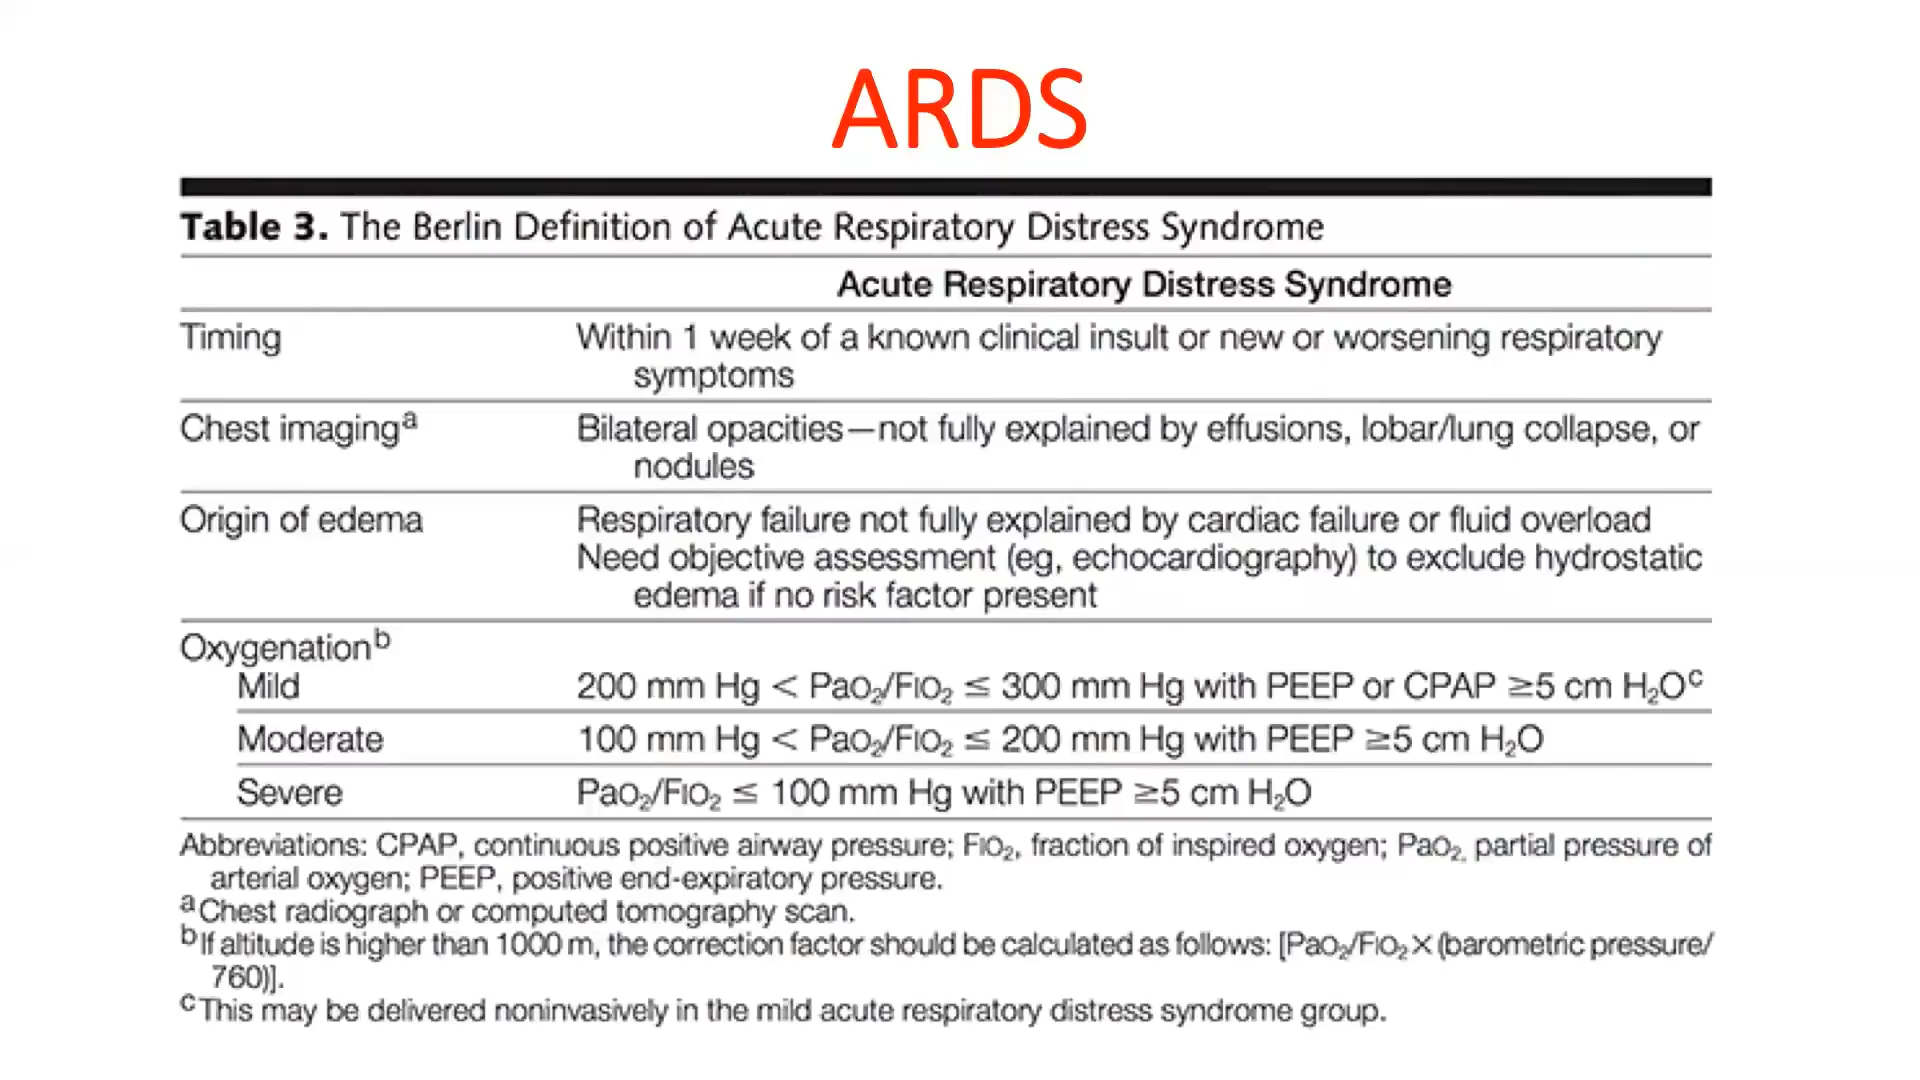 ARDS
Table 3. The Berlin Definition of Acute Respiratory Distress Syndrome
Acute Respiratory Distress Syndrome
Timing Within 1 week of a known clinical insult or new or worsening respiratory
symptoms
Chest imagingᵃ Bilateral opacities—not fully explained by effusions, lobar/lung collapse, or
nodules
Origin of edema Respiratory failure not fully explained by cardiac failure or fluid overload
Need objective assessment (eg, echocardiography) to exclude hydrostatic
edema if no risk factor present
Oxygenationᵇ
Mild 200 mm Hg < PaO₂/FIO₂ ≤ 300 mm Hg with PEEP or CPAP ≥5 cm H₂Oᶜ
Moderate 100 mm Hg < PaO₂/FIO₂ ≤ 200 mm Hg with PEEP ≥5 cm H₂O
Severe PaO₂/FIO₂ ≤ 100 mm Hg with PEEP ≥5 cm H₂O
Abbreviations: CPAP, continuous positive airway pressure; FIO₂, fraction of inspired oxygen; PaO₂, partial pressure of
arterial oxygen; PEEP, positive end-expiratory pressure.
ᵃChest radiograph or computed tomography scan.
ᵇIf altitude is higher than 1000 m, the correction factor should be calculated as follows: [PaO₂/FIO₂ × (barometric pressure/
760)].
ᶜThis may be delivered noninvasively in the mild acute respiratory distress syndrome group.